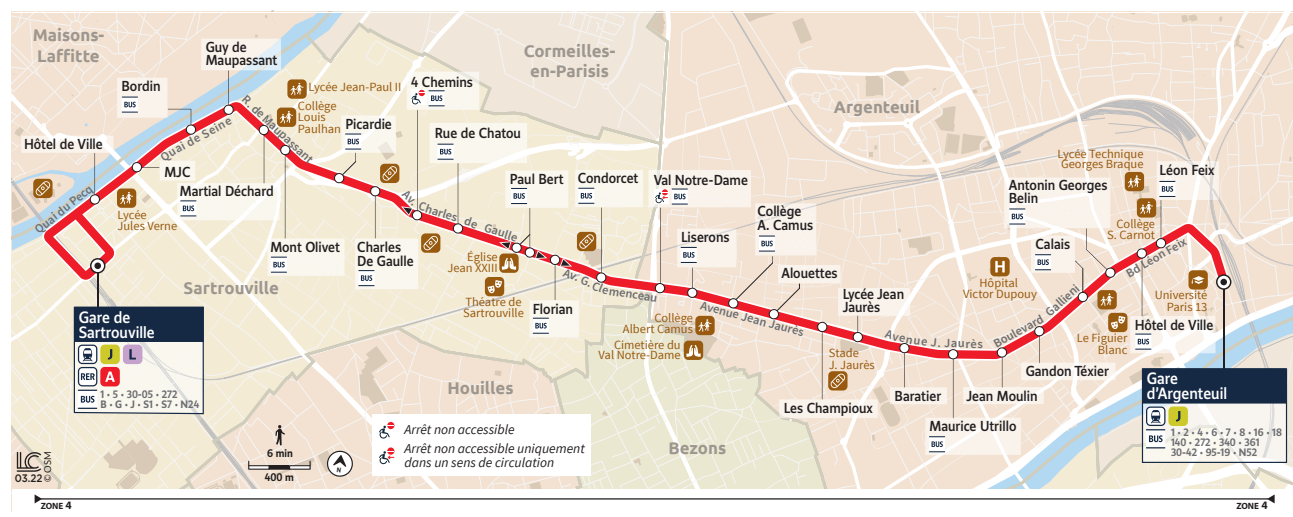 Maisons-
Laffitte
Cormeilles-
en-Parisis
Argenteuil
Sartrouville
Houilles
Bezons
Guy de
Maupassant
Bordin
BUS
Hôtel de Ville
MJC
Martial Déchard
BUS
Lycée Jean-Paul II
Collège
Louis
Paulhan
Lycée
Jules Verne
Quai du Pecq
Quai de Seine
R. de Maupassant
Mont Olivet
BUS
Picardie
BUS
Charles
De Gaulle
BUS
4 Chemins
BUS
Rue de Chatou
BUS
Av. Charles de Gaulle
Paul Bert
BUS
Église
Jean XXIII
Théatre de
Sartrouville
Florian
BUS
Condorcet
BUS
Av. G. Clemenceau
Val Notre-Dame
BUS
Liserons
BUS
Collège
A. Camus
BUS
Alouettes
Collège
Albert Camus
Cimetière du
Val Notre-Dame
Avenue Jean Jaurès
Lycée Jean
Jaurès
Stade
J. Jaurès
Les Champioux
Avenue J. Jaurès
Baratier
Maurice Utrillo
BUS
Jean Moulin
Boulevard Gallieni
Gandon Téxier
Calais
BUS
Antonin Georges
Belin
BUS
H
Hôpital
Victor Dupouy
Lycée Technique
Georges Braque
Collège
S. Carnot
Léon Feix
BUS
Bd Léon Feix
Le Figuier
Blanc
Hôtel de Ville
BUS
Université
Paris 13
Gare de
Sartrouville
J L
RER A
BUS 1 • 5 • 30-05 • 272
B • G • J • S1 • S7 • N24
Gare
d'Argenteuil
J
BUS 1 • 2 • 4 • 6 • 7 • 8 • 16 • 18
140 • 272 • 340 • 361
30-42 • 95-19 • N52
Arrêt non accessible
Arrêt non accessible uniquement
dans un sens de circulation
6 min
400 m
N
LC
03.22 © OSM
ZONE 4
ZONE 4